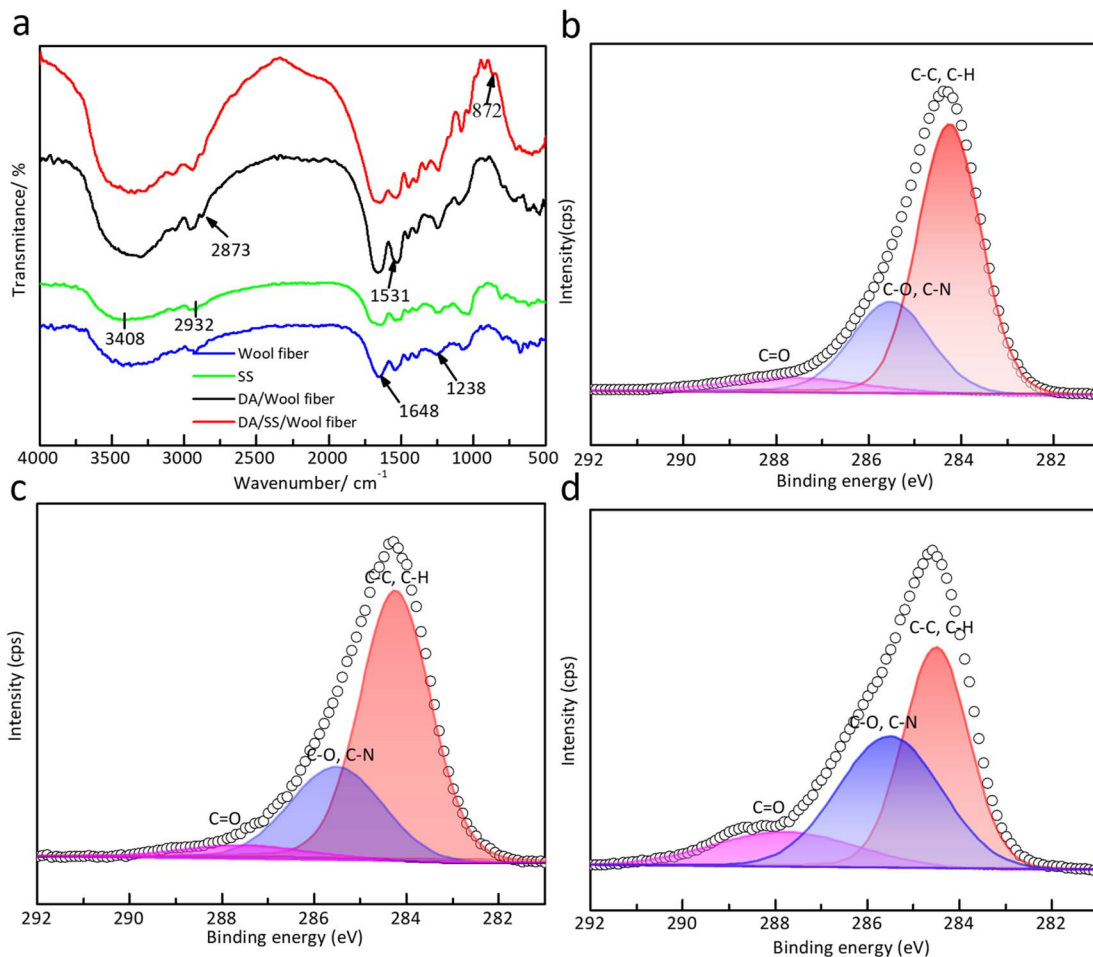 a
Transmitance/ %
872
2873
1531
3408
2932
Wool fiber
SS
DA/Wool fiber
DA/SS/Wool fiber
1238
1648
4000 3500 3000 2500 2000 1500 1000 500
Wavenumber/ cm-1
b
Intensity(cps)
C-C, C-H
C-O, C-N
C=O
292 290 288 286 284 282
Binding energy (eV)
c
Intensity (cps)
C-C, C-H
C-O, C-N
C=O
292 290 288 286 284 282
Binding energy (eV)
d
Intensity (cps)
C-C, C-H
C-O, C-N
C=O
292 290 288 286 284 282
Binding energy (eV)